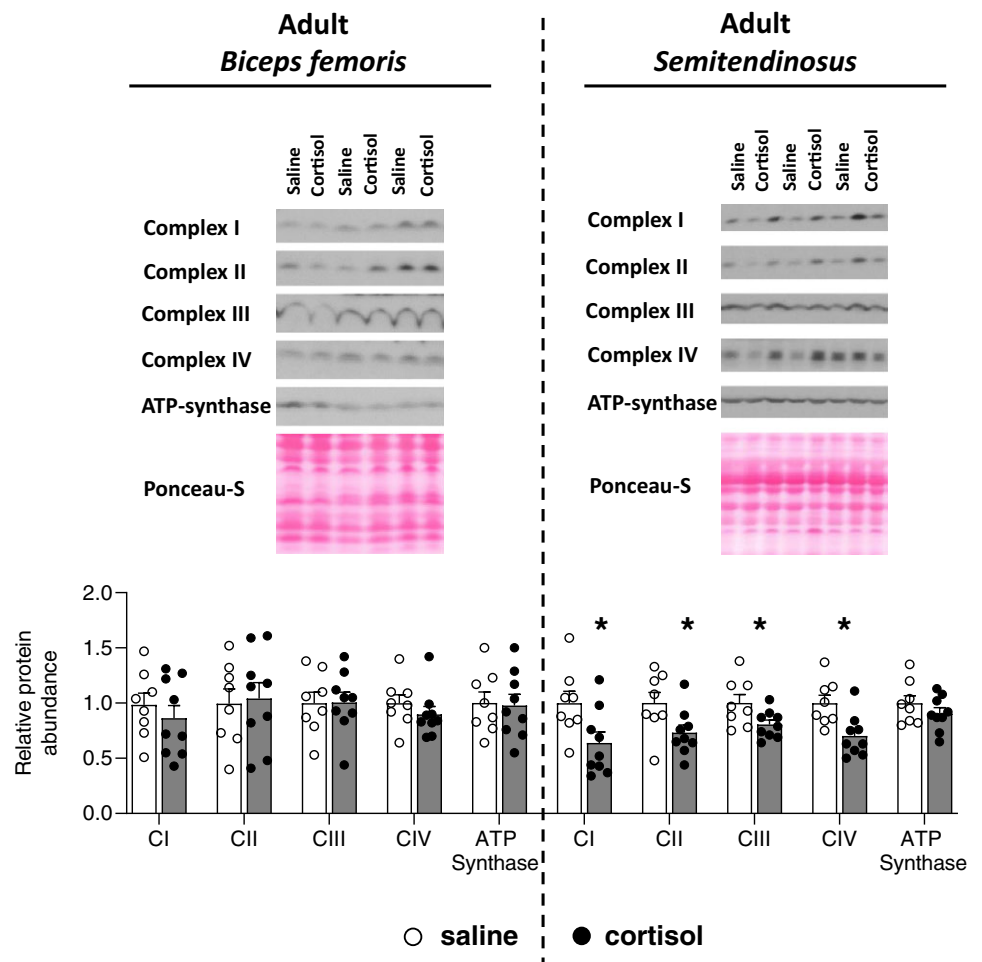 Adult
Biceps femoris
Saline
Cortisol
Saline
Cortisol
Saline
Cortisol
Complex I
Complex II
Complex III
Complex IV
ATP-synthase
Ponceau-S
Adult
Semitendinosus
Saline
Cortisol
Saline
Cortisol
Saline
Cortisol
Complex I
Complex II
Complex III
Complex IV
ATP-synthase
Ponceau-S
Relative protein
abundance
2.0
1.5
1.0
0.5
0.0
* * * *
CI CII CIII CIV ATP
Synthase
CI CII CIII CIV ATP
Synthase
saline cortisol